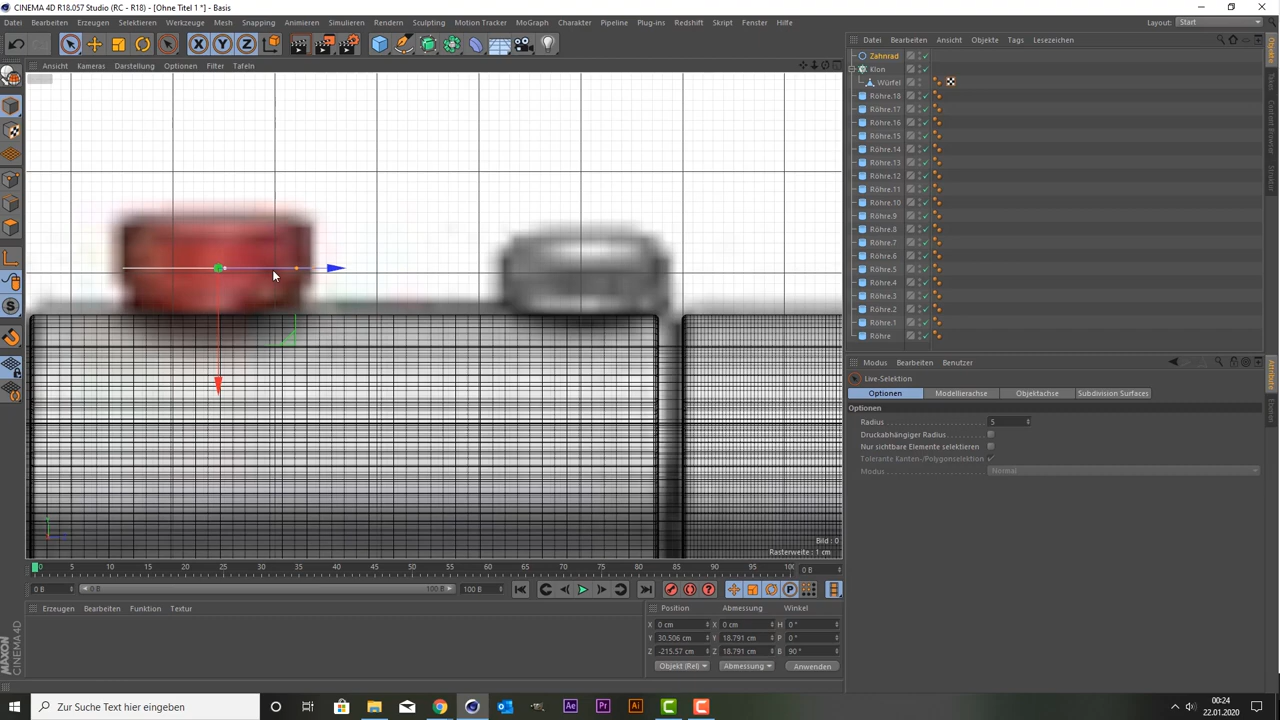 CINEMA 4D R18.057 Studio (RC - R18) - [Ohne Titel 1 *] - Basis
Datei Bearbeiten Erzeugen Selektieren Werkzeuge Mesh Snapping Animieren Simulieren Rendern Sculpting Motion Tracker MoGraph Charakter Pipeline Plug-ins Redshift Skript Fenster Hilfe Layout: Start
Datei Bearbeiten Ansicht Objekte Tags Lesezeichen
Ansicht Kameras Darstellung Optionen Filter Tafeln
Zahnrad
Klon
Würfel
Röhre.18
Röhre.17
Röhre.16
Röhre.15
Röhre.14
Röhre.13
Röhre.12
Röhre.11
Röhre.10
Röhre.9
Röhre.8
Röhre.7
Röhre.6
Röhre.5
Röhre.4
Röhre.3
Röhre.2
Röhre.1
Röhre
Objekte
Takes
Content Browser
Struktur
Modus Bearbeiten Benutzer
Live-Selektion
Optionen Modellierachse Objektachse Subdivision Surfaces
Optionen
Radius 5
Druckabhängiger Radius
Nur sichtbare Elemente selektieren
Tolerante Kanten-/Polygonselektion
Modus Normal
Attribute
Ebenen
Bild : 0
Rasterweite : 1 cm
0 5 10 15 20 25 30 35 40 45 50 55 60 65 70 75 80 85 90 95 100 0 B
0 B 0 B 100 B 100 B
Erzeugen Bearbeiten Funktion Textur
Position Abmessung Winkel
X 0 cm X 0 cm H 0 °
Y 30.506 cm Y 18.791 cm P 0 °
Z -215.57 cm Z 18.791 cm B 90 °
Objekt (Rel) Abmessung Anwenden
MAXON
CINEMA 4D
Zur Suche Text hier eingeben
00:24
22.01.2020